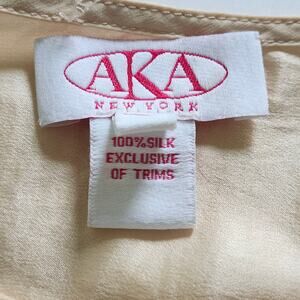 AKA
NEW YORK
100% SILK
EXCLUSIVE
OF TRIMS